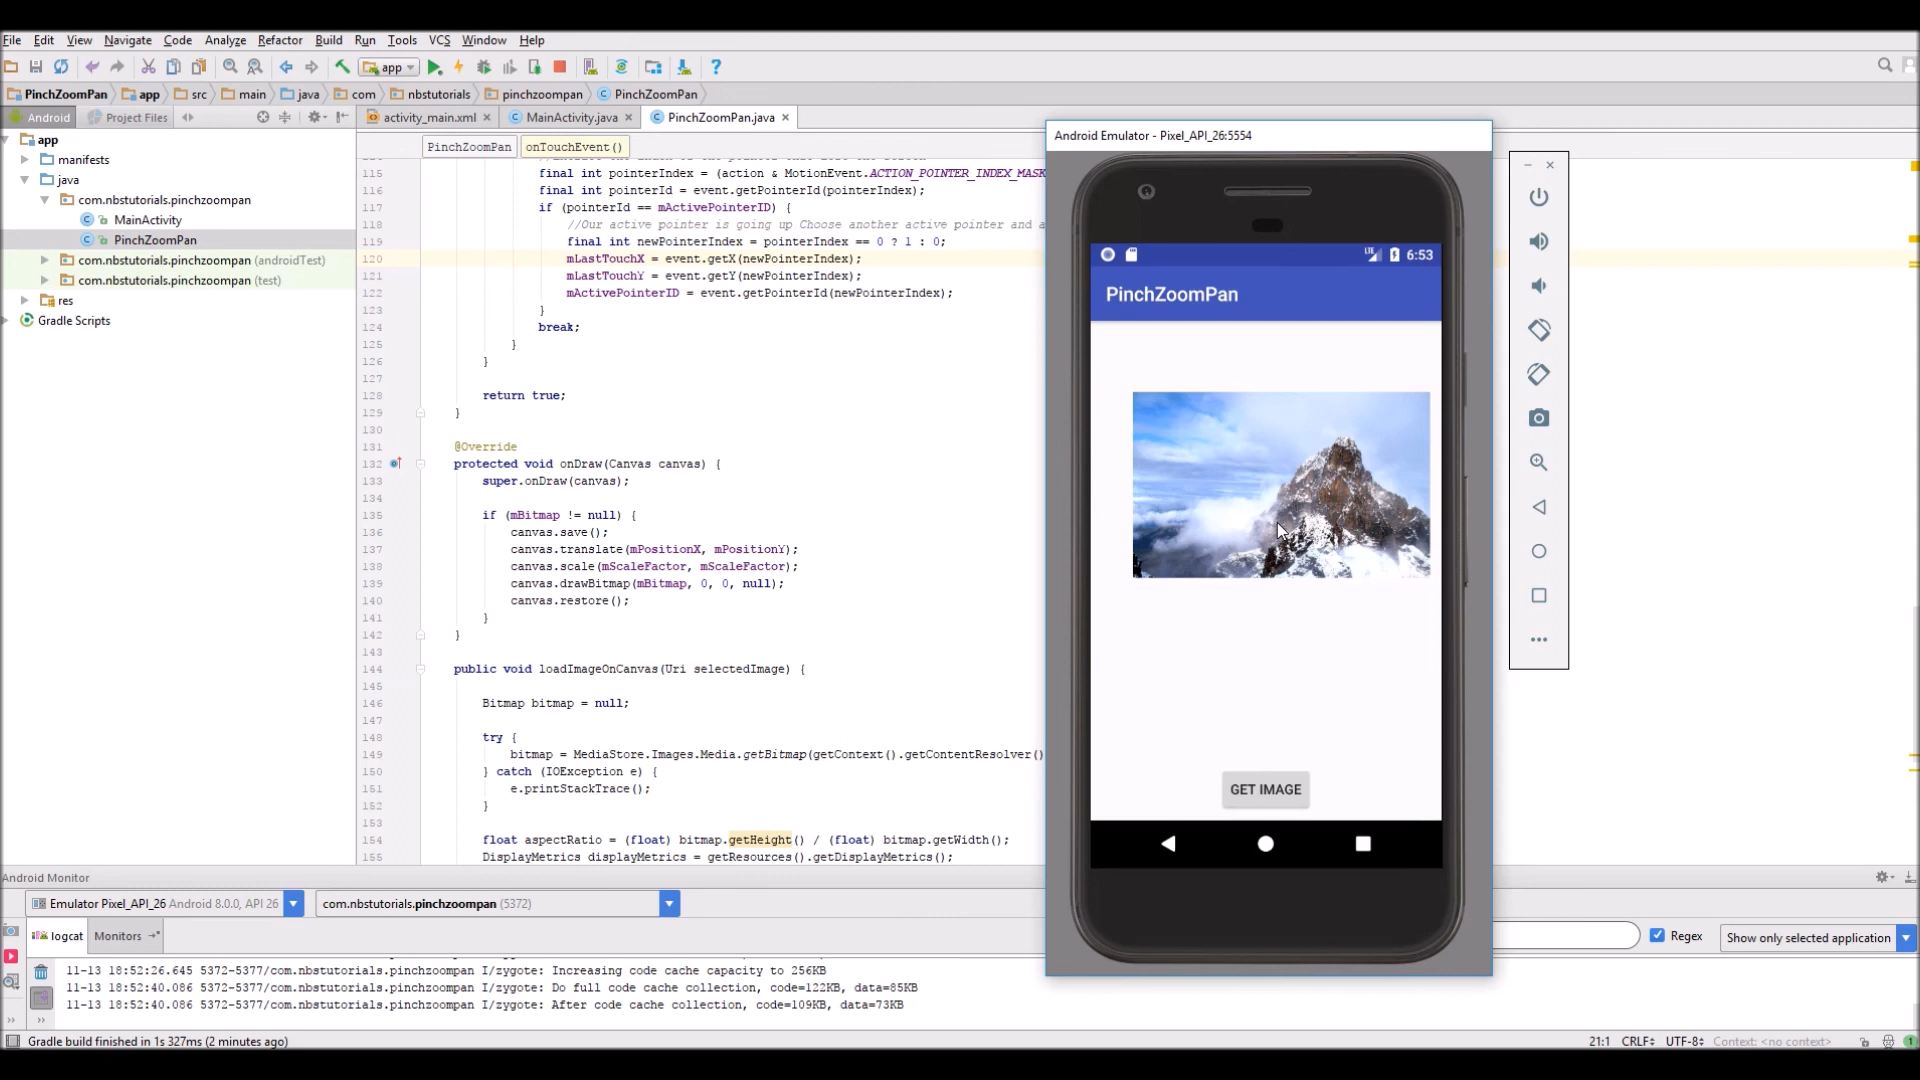 File Edit View Navigate Code Analyze Refactor Build Run Tools VCS Window Help
app
PinchZoomPan app src main java com nbstutorials pinchzoompan PinchZoomPan
Android Project Files
activity_main.xml MainActivity.java PinchZoomPan.java
PinchZoomPan onTouchEvent()
app
manifests
java
com.nbstutorials.pinchzoompan
MainActivity
PinchZoomPan
com.nbstutorials.pinchzoompan (androidTest)
com.nbstutorials.pinchzoompan (test)
res
Gradle Scripts
115 final int pointerIndex = (action & MotionEvent.ACTION_POINTER_INDEX_MASK
116 final int pointerId = event.getPointerId(pointerIndex);
117 if (pointerId == mActivePointerID) {
118 //Our active pointer is going up Choose another active pointer and a
119 final int newPointerIndex = pointerIndex == 0 ? 1 : 0;
120 mLastTouchX = event.getX(newPointerIndex);
121 mLastTouchY = event.getY(newPointerIndex);
122 mActivePointerID = event.getPointerId(newPointerIndex);
123 }
124 break;
125 }
126 }
127
128 return true;
129 }
130
131 @Override
132 protected void onDraw(Canvas canvas) {
133 super.onDraw(canvas);
134
135 if (mBitmap != null) {
136 canvas.save();
137 canvas.translate(mPositionX, mPositionY);
138 canvas.scale(mScaleFactor, mScaleFactor);
139 canvas.drawBitmap(mBitmap, 0, 0, null);
140 canvas.restore();
141 }
142 }
143
144 public void loadImageOnCanvas(Uri selectedImage) {
145
146 Bitmap bitmap = null;
147
148 try {
149 bitmap = MediaStore.Images.Media.getBitmap(getContext().getContentResolver()
150 } catch (IOException e) {
151 e.printStackTrace();
152 }
153
154 float aspectRatio = (float) bitmap.getHeight() / (float) bitmap.getWidth();
155 DisplayMetrics displayMetrics = getResources().getDisplayMetrics();
Android Emulator - Pixel_API_26:5554
LTE 6:53
PinchZoomPan
GET IMAGE
Android Monitor
Emulator Pixel_API_26 Android 8.0.0, API 26 com.nbstutorials.pinchzoompan (5372)
logcat Monitors Regex Show only selected application
11-13 18:52:26.645 5372-5377/com.nbstutorials.pinchzoompan I/zygote: Increasing code cache capacity to 256KB
11-13 18:52:40.086 5372-5377/com.nbstutorials.pinchzoompan I/zygote: Do full code cache collection, code=122KB, data=85KB
11-13 18:52:40.086 5372-5377/com.nbstutorials.pinchzoompan I/zygote: After code cache collection, code=109KB, data=73KB
Gradle build finished in 1s 327ms (2 minutes ago) 21:1 CRLF UTF-8 Context: <no context> 1